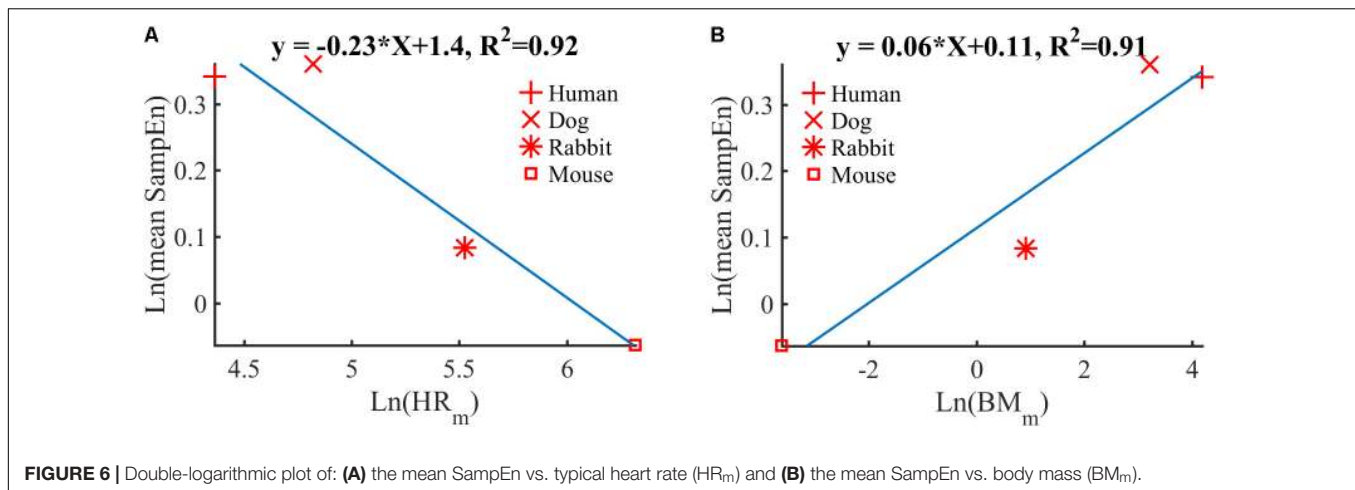 A
y = -0.23*X+1.4, R²=0.92
Ln(mean SampEn)
0.3
0.2
0.1
0
Human
Dog
Rabbit
Mouse
4.5 5 5.5 6
Ln(HRₘ)
B
y = 0.06*X+0.11, R²=0.91
Ln(mean SampEn)
0.3
0.2
0.1
0
Human
Dog
Rabbit
Mouse
-2 0 2 4
Ln(BMₘ)
FIGURE 6 | Double-logarithmic plot of: (A) the mean SampEn vs. typical heart rate (HRₘ) and (B) the mean SampEn vs. body mass (BMₘ).